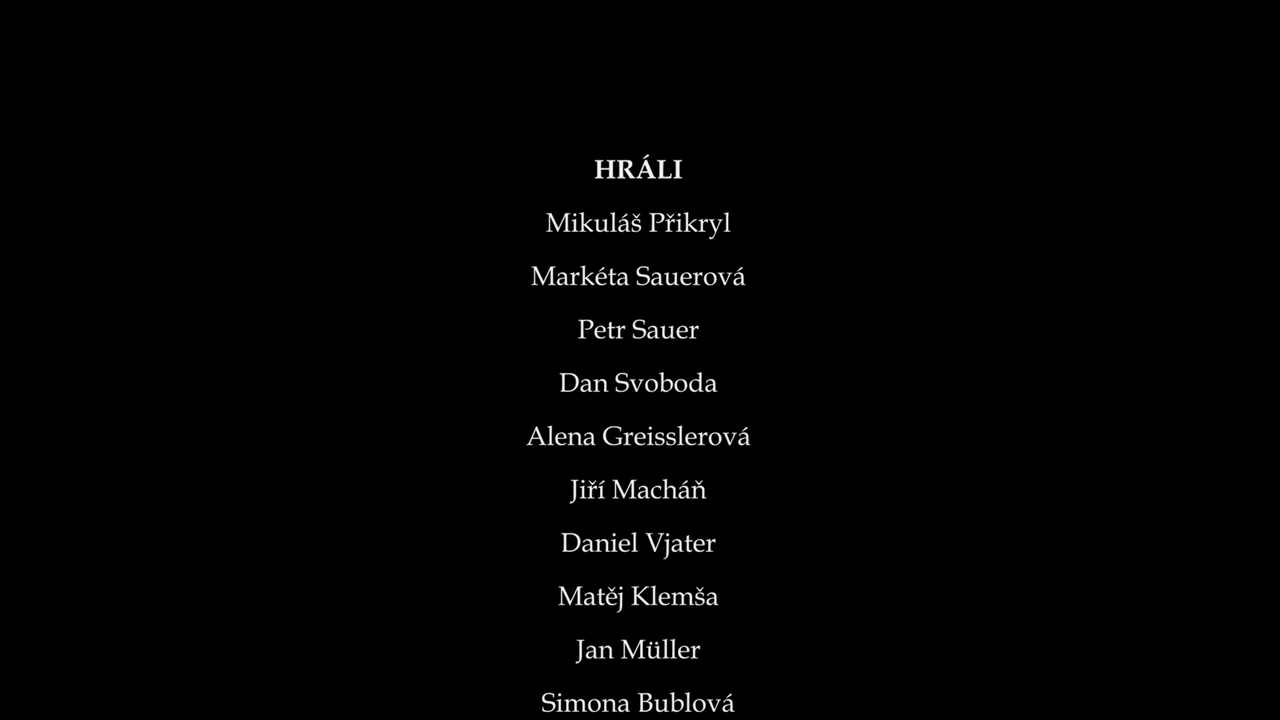 HRÁLI
Mikuláš Přikryl
Markéta Sauerová
Petr Sauer
Dan Svoboda
Alena Greisslerová
Jiří Macháň
Daniel Vjater
Matěj Klemša
Jan Müller
Simona Bublová